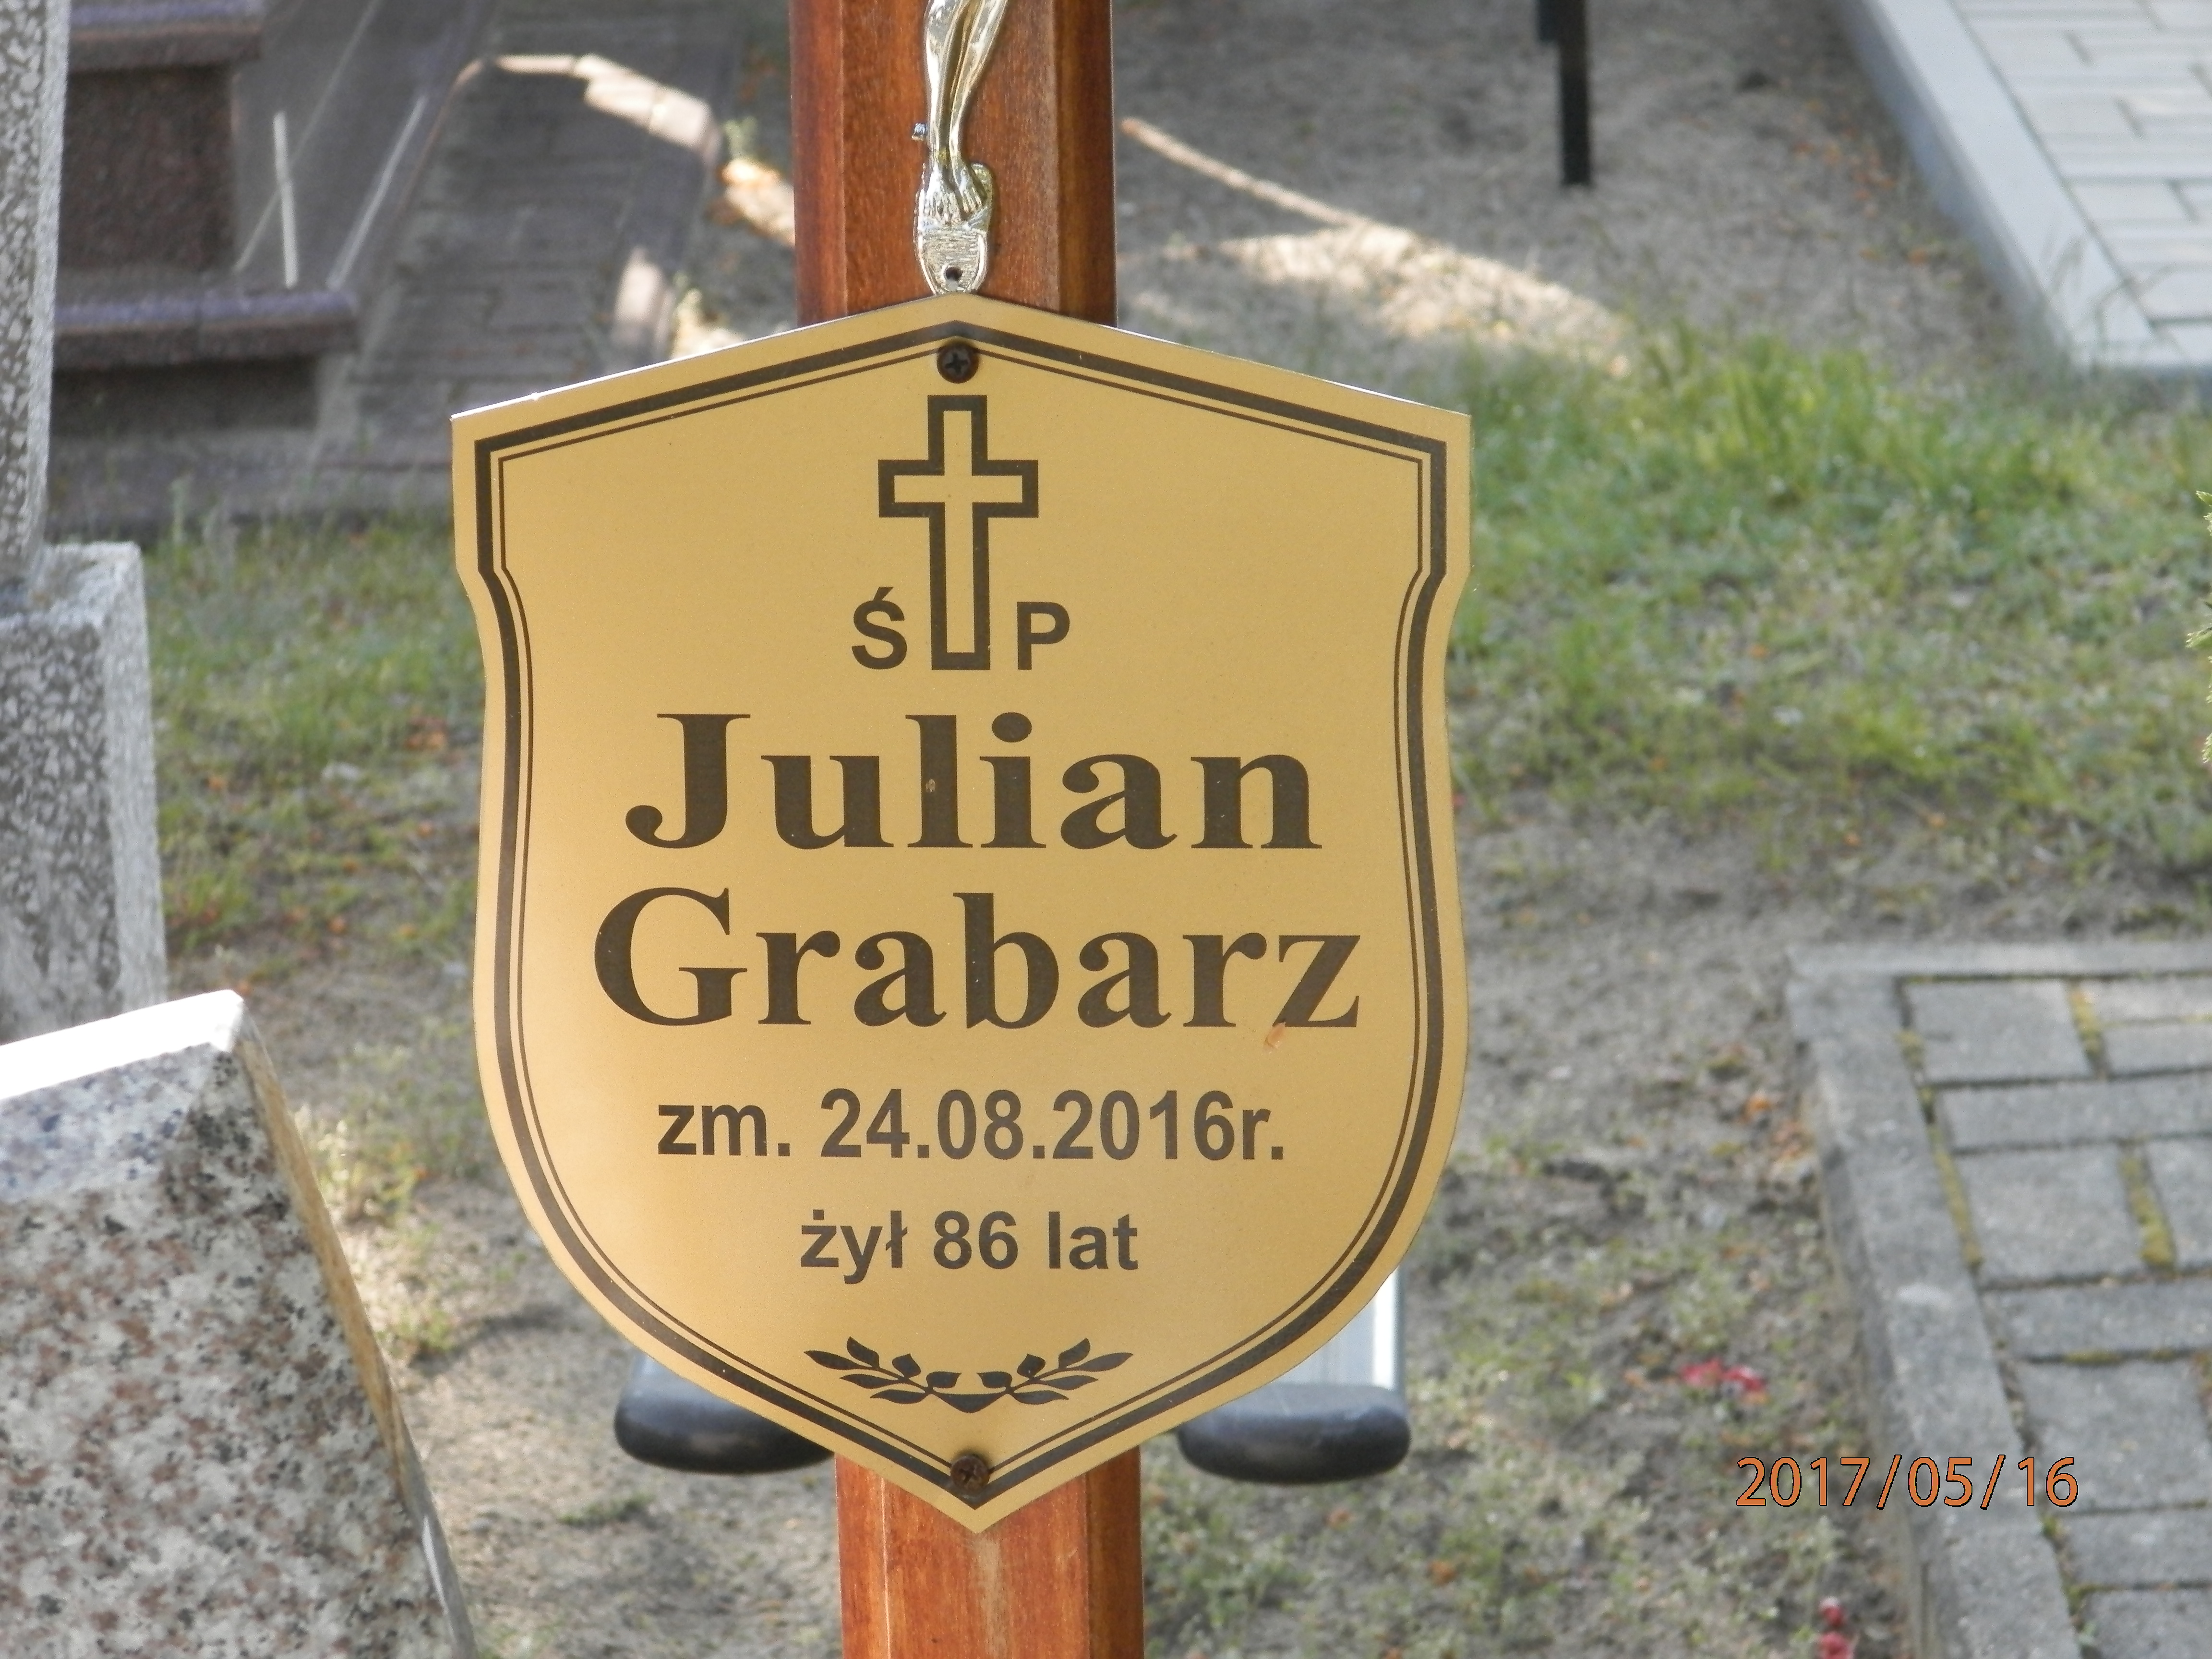 Ś P
Julian
Grabarz
zm. 24.08.2016r.
żył 86 lat
2017/05/16